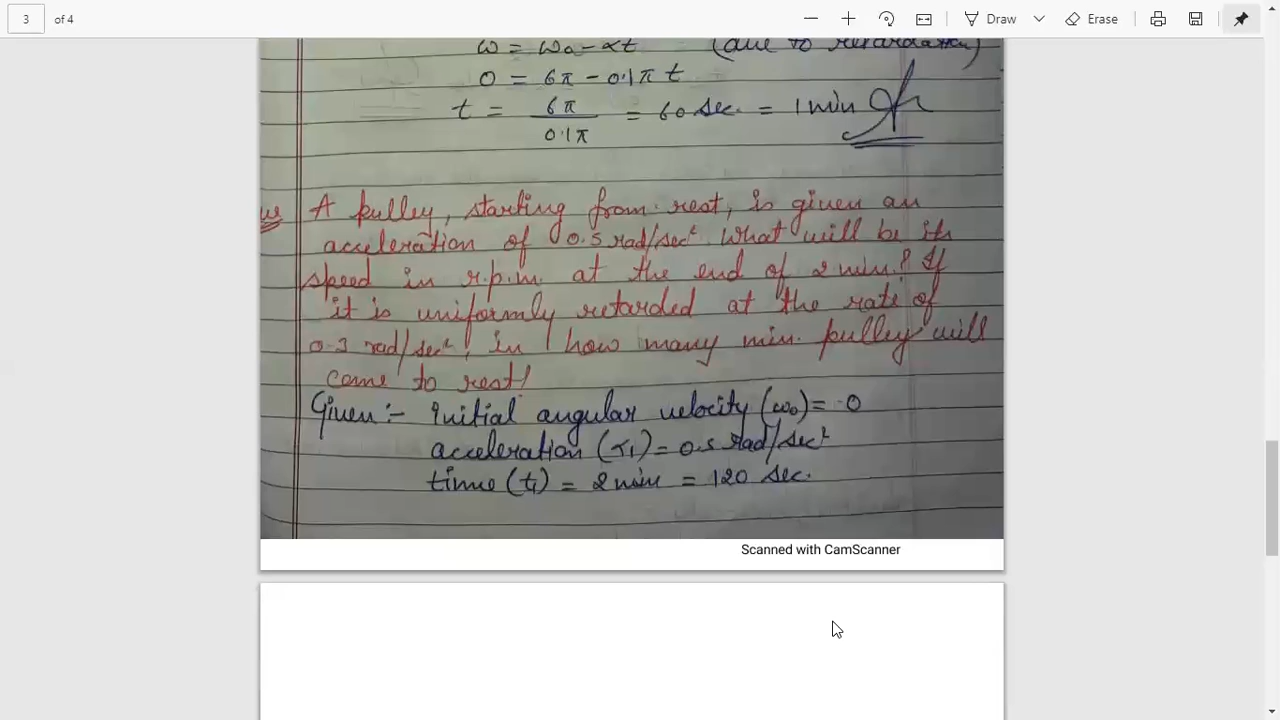 3 of 4 Draw Erase
ω = ω₀ - αt (due to retardation)
0 = 6π - 0.1π t
t = 6π / 0.1π = 60 sec. = 1 min
A pulley, starting from rest, is given an
acceleration of 0.5 rad/sec² What will be its
speed in r.p.m. at the end of 2 min.? If
it is uniformly retarded at the rate of
0.3 rad/sec², in how many min. pulley will
come to rest?
Given :- Initial angular velocity (ω₀) = 0
acceleration (α₁) = 0.5 rad/sec²
time (t₁) = 2 min = 120 sec.
Scanned with CamScanner